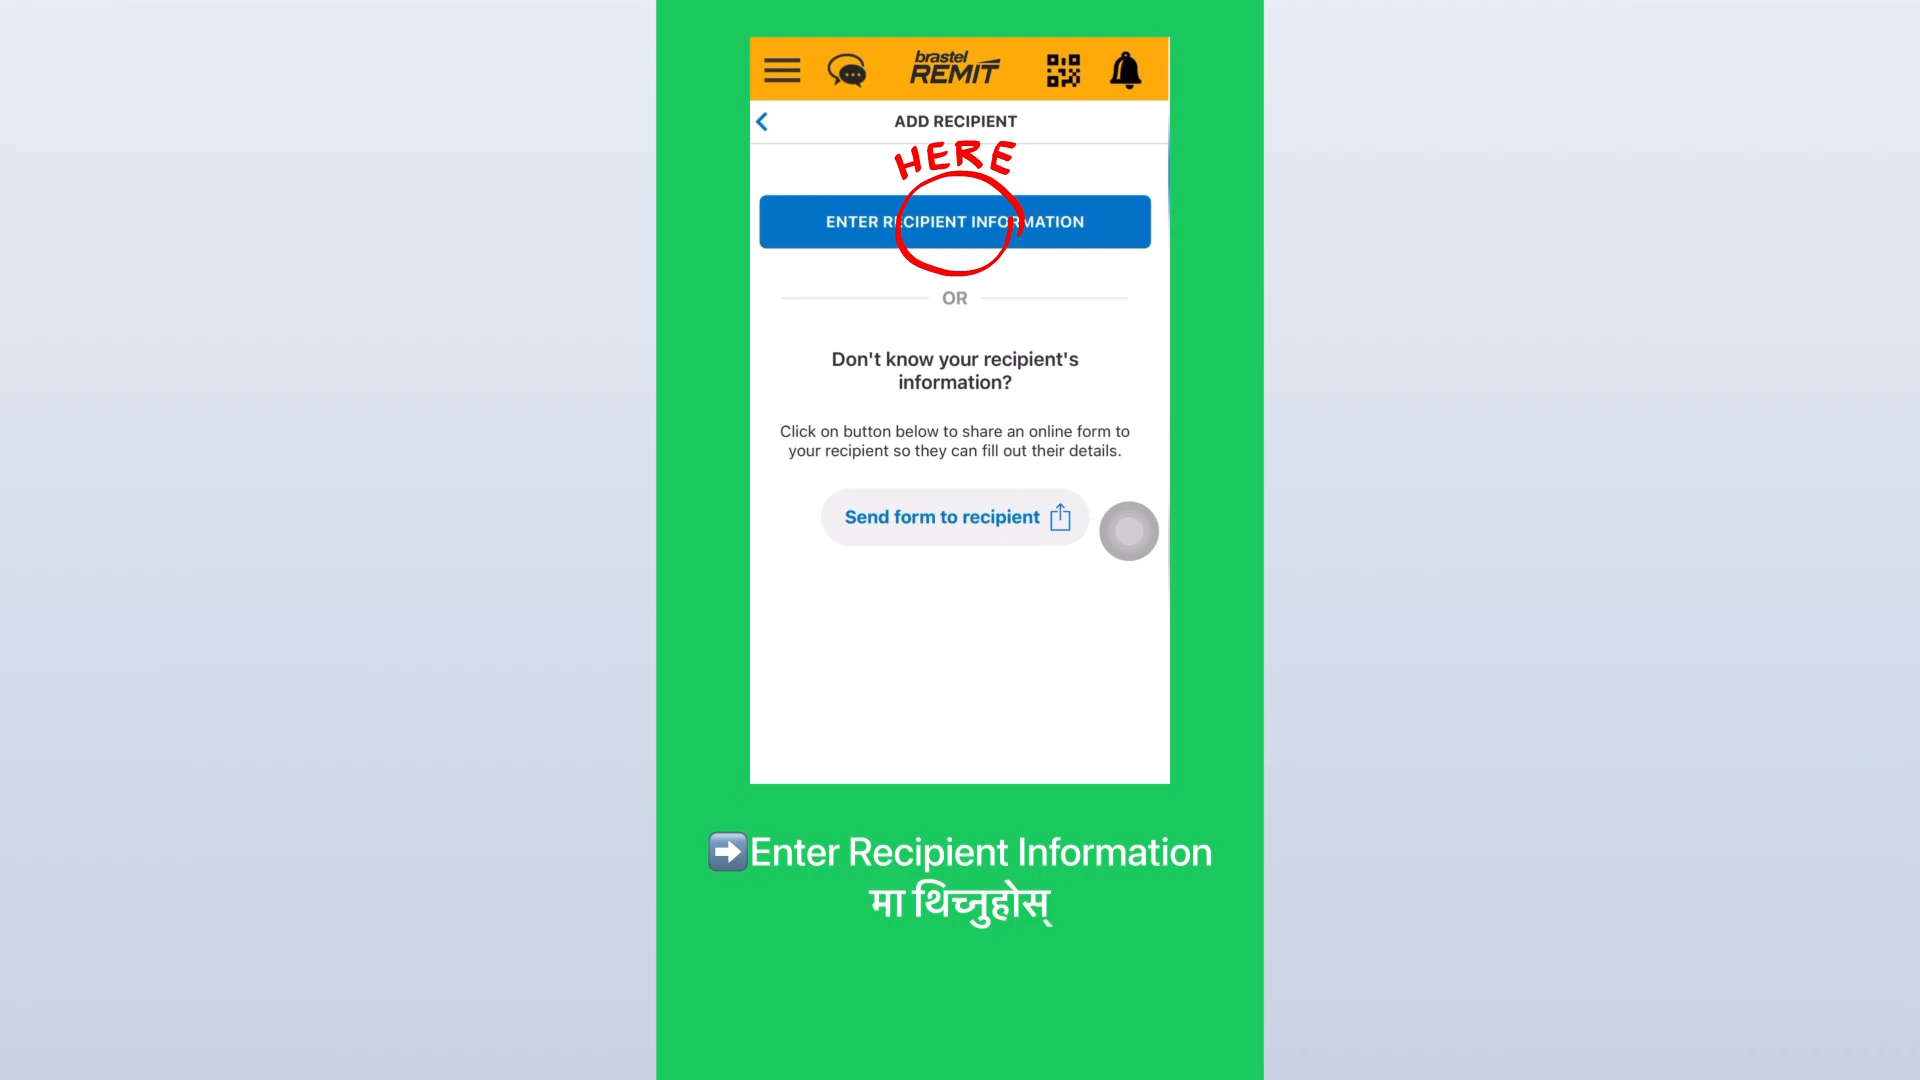 brastel
REMIT
ADD RECIPIENT
HERE
ENTER RECIPIENT INFORMATION
OR
Don't know your recipient's
information?
Click on button below to share an online form to
your recipient so they can fill out their details.
Send form to recipient
➡️Enter Recipient Information
मा थिच्नुहोस्